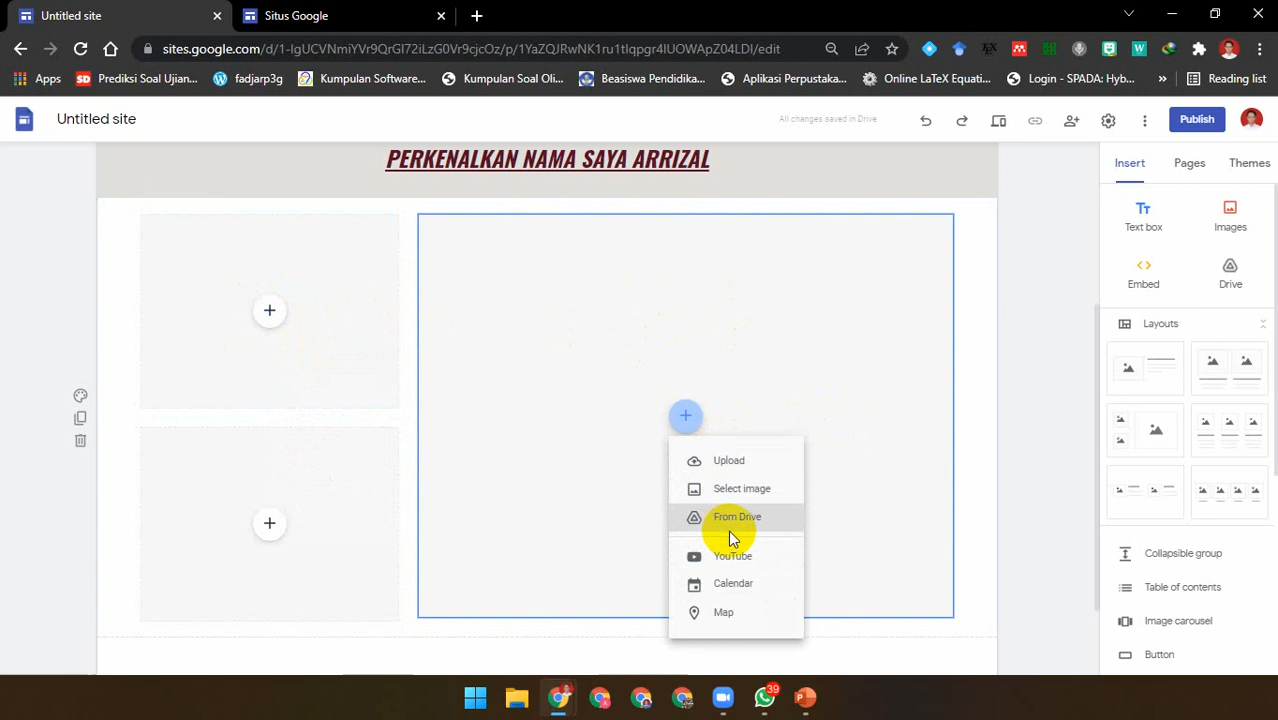 Untitled site
Situs Google
sites.google.com/d/1-IgUCVNmiYVr9QrGI72iLzG0Vr9cjcOz/p/1YaZQJRwNK1ru1tlqpgr4lUOWApZ04LDI/edit
Apps
Prediksi Soal Ujian...
fadjarp3g
Kumpulan Software...
Kumpulan Soal Oli...
Beasiswa Pendidika...
Aplikasi Perpustaka...
Online LaTeX Equati...
Login - SPADA: Hyb...
»
Reading list
Untitled site
All changes saved in Drive
Publish
PERKENALKAN NAMA SAYA ARRIZAL
Insert
Pages
Themes
Text box
Images
Embed
Drive
Layouts
Upload
Select image
From Drive
YouTube
Calendar
Map
Collapsible group
Table of contents
Image carousel
Button
39